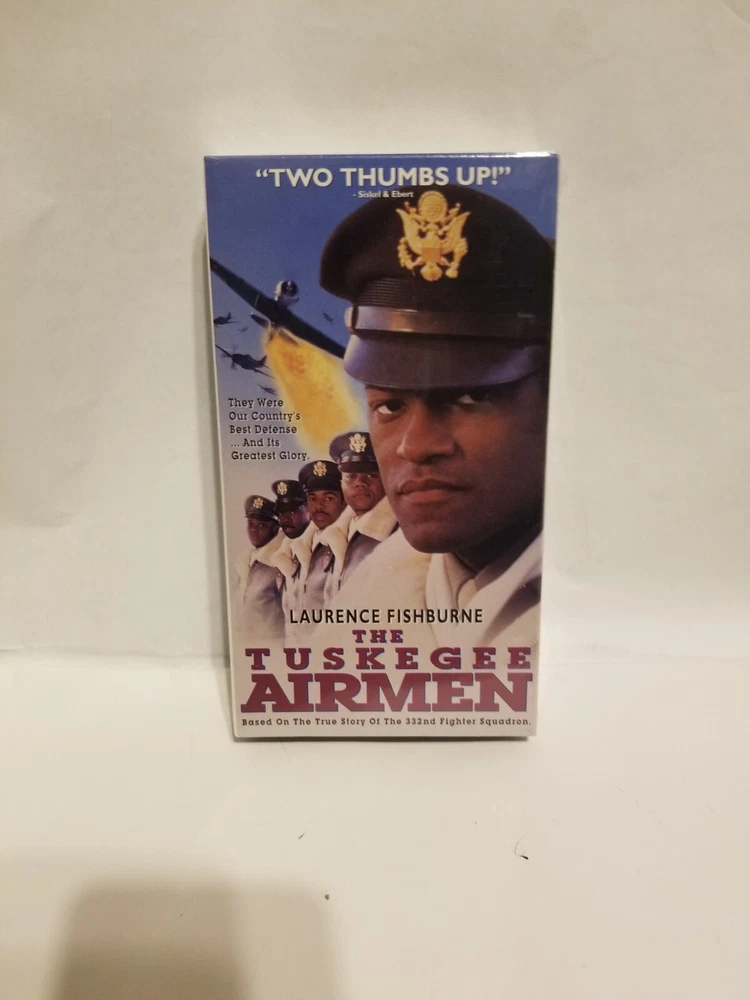 “TWO THUMBS UP!”
- Siskel & Ebert
They Were
Our Country's
Best Defense
... And Its
Greatest Glory.
LAURENCE FISHBURNE
THE
TUSKEGEE
AIRMEN
Based On The True Story Of The 332nd Fighter Squadron.